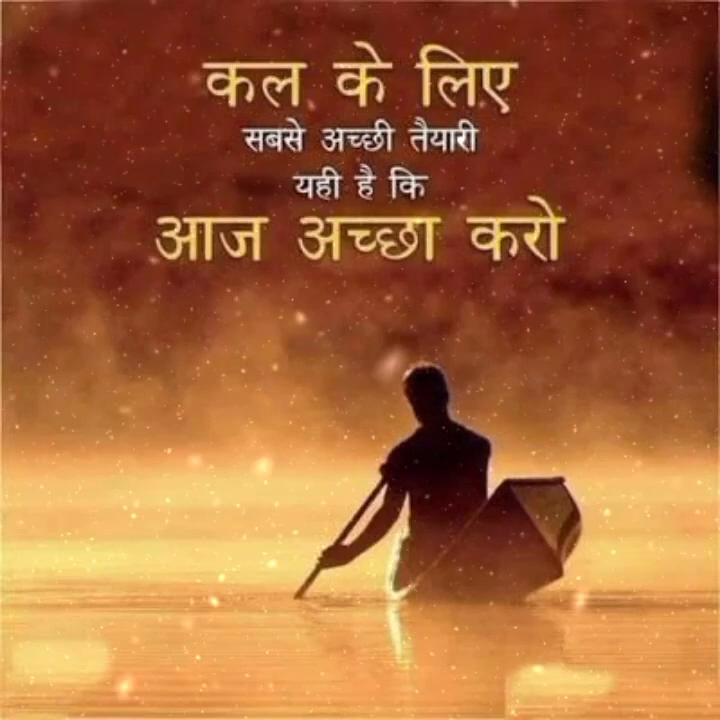 कल के लिए
सबसे अच्छी तैयारी
यही है कि
आज अच्छा करो